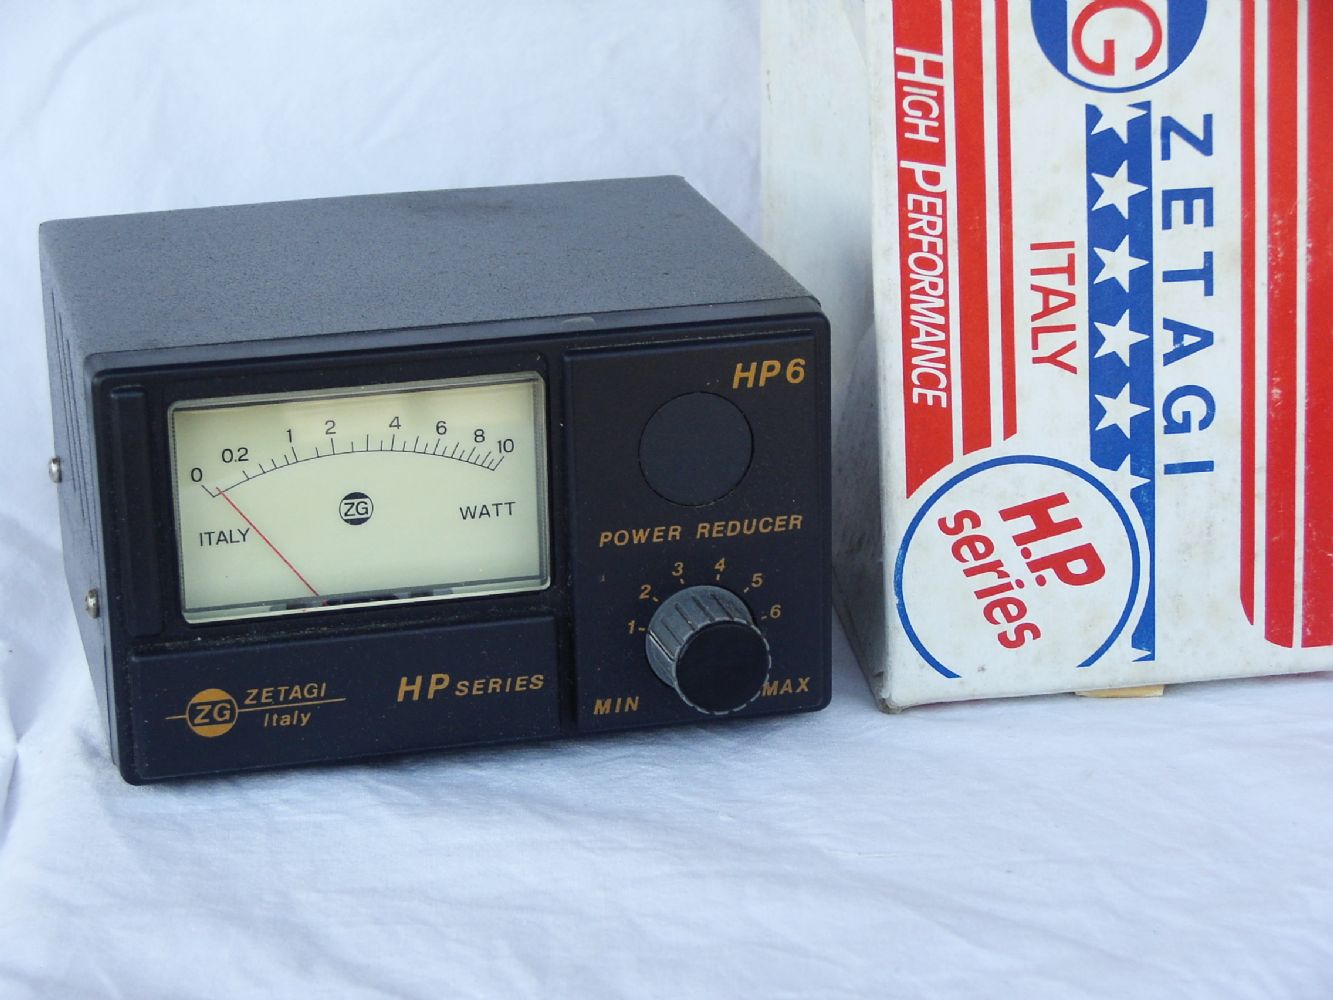 HP6
0 0.2 1 2 4 6 8 10
ZG
ITALY
WATT
POWER REDUCER
1 2 3 4 5 6
MIN MAX
ZG ZETAGI
Italy
HP SERIES
HIGH PERFORMANCE
G
ZETAGI
ITALY
H.P.
series